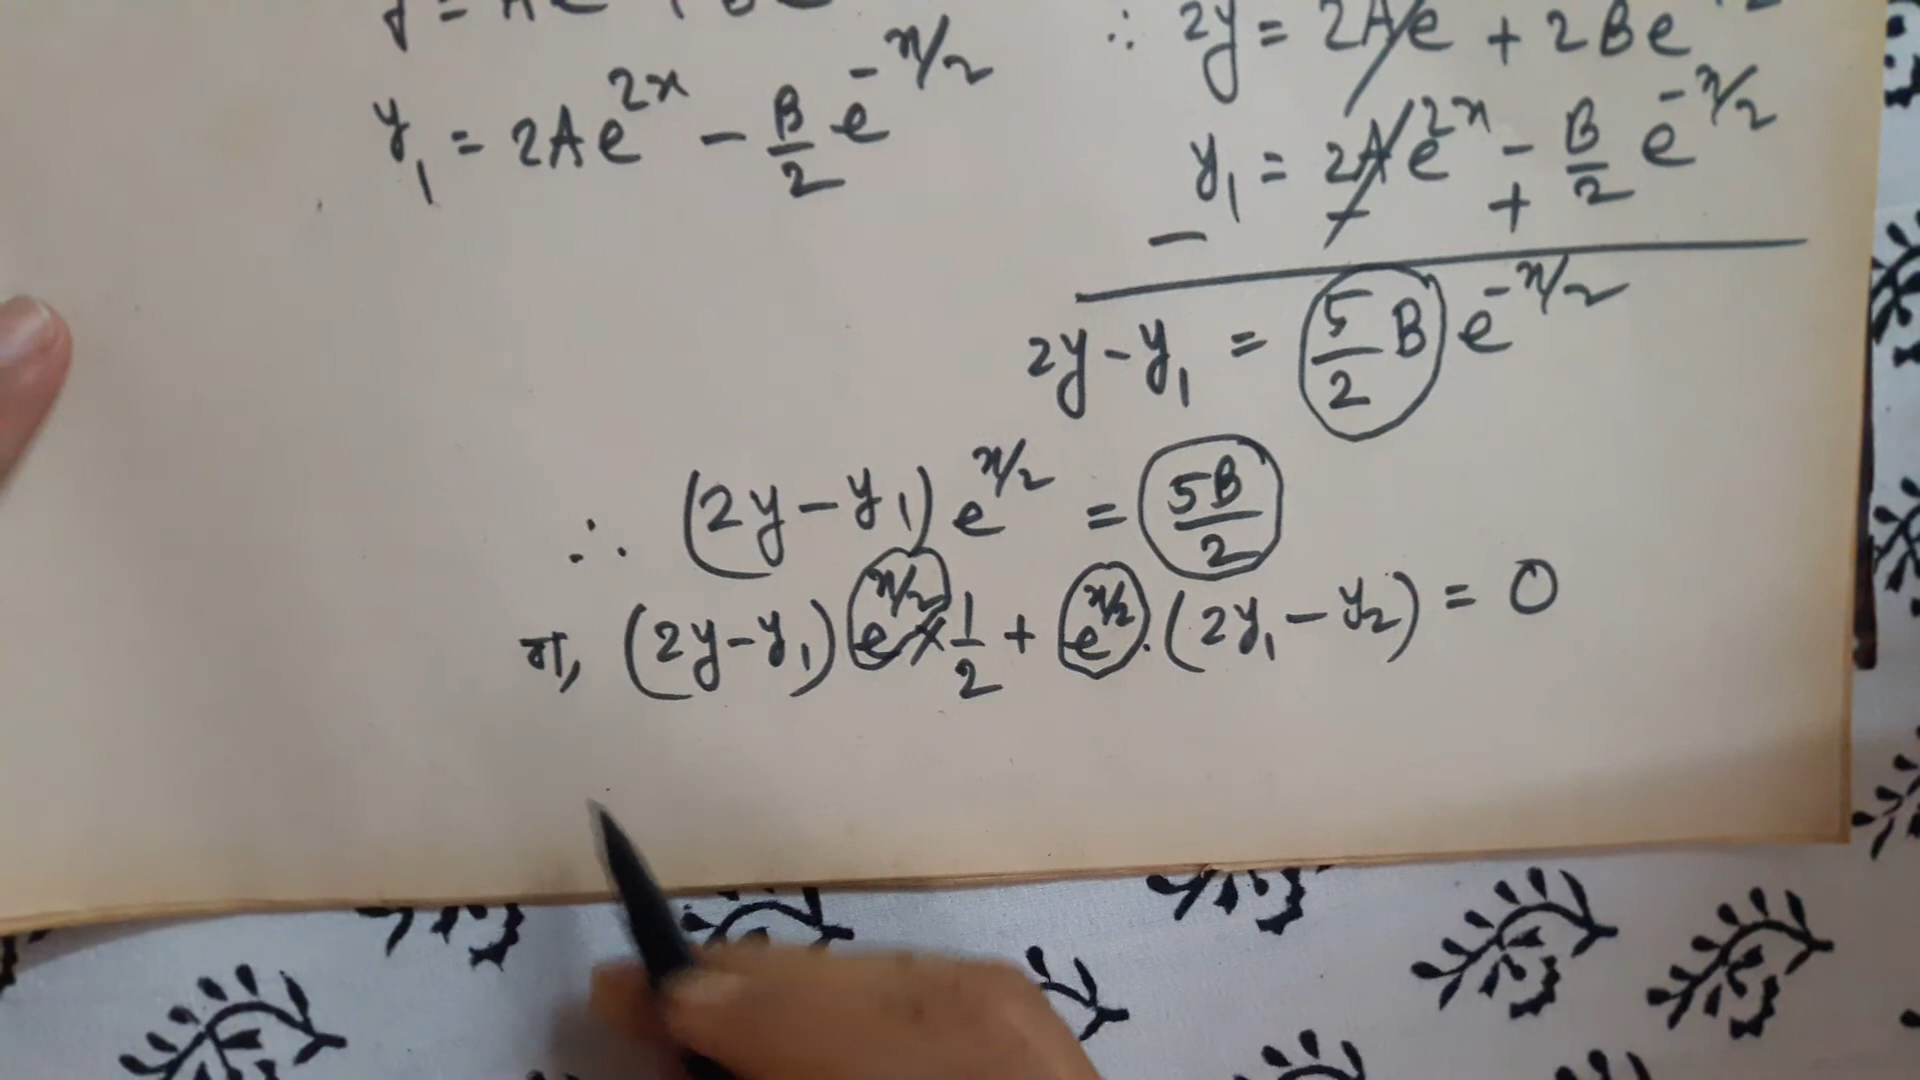 y₁ = 2Ae^{2x} - B/2 e^{-x/2}
∴ 2y = 2Ae + 2Be
y₁ = 2Ae^{2x} - B/2 e^{-x/2}
- - +
2y - y₁ = 5/2 B e^{-x/2}
∴ (2y - y₁) e^{x/2} = 5B/2
বা, (2y - y₁) e^{x/2} × 1/2 + e^{x/2} . (2y₁ - y₂) = 0